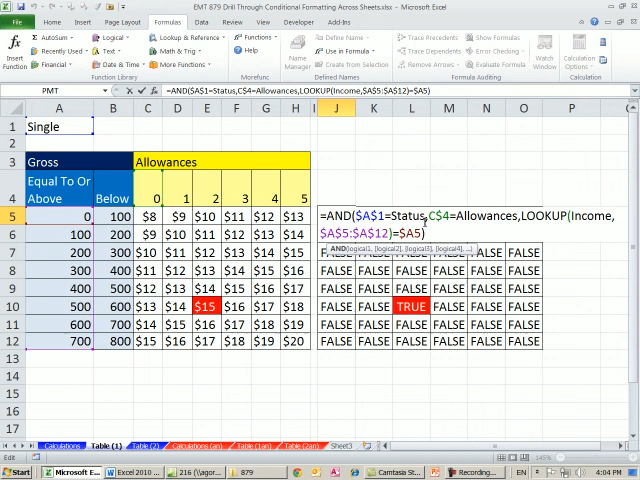 EMT 879 Drill Through Conditional Formatting Across Sheets.xlsx - Microsoft Excel
File Home Insert Page Layout Formulas Data Review View Developer Add-Ins
fx Insert Function
Σ AutoSum
Recently Used
Financial
Logical
Text
Date & Time
Lookup & Reference
Math & Trig
More Functions
Function Library
Morefunc
Name Manager
Define Name
Use in Formula
Create from Selection
Defined Names
Trace Precedents
Trace Dependents
Remove Arrows
Show Formulas
Error Checking
Evaluate Formula
Formula Auditing
Watch Window
Calculation Options
Calculation
PMT fx =AND($A$1=Status,C$4=Allowances,LOOKUP(Income,$A$5:$A$12)=$A5)
A B C D E F G H I J K L M N O P
1 Single
2
3 Gross Allowances
4 Equal To Or Above Below 0 1 2 3 4 5
5 0 100 $8 $9 $10 $11 $12 $13 =AND($A$1=Status,C$4=Allowances,LOOKUP(Income,
6 100 200 $9 $10 $11 $12 $13 $14 $A$5:$A$12)=$A5)
AND(logical1, [logical2], [logical3], [logical4], ...)
7 200 300 $10 $11 $12 $13 $14 $15 FALSE FALSE FALSE FALSE FALSE FALSE
8 300 400 $11 $12 $13 $14 $15 $16 FALSE FALSE FALSE FALSE FALSE FALSE
9 400 500 $12 $13 $14 $15 $16 $17 FALSE FALSE FALSE FALSE FALSE FALSE
10 500 600 $13 $14 $15 $16 $17 $18 FALSE FALSE TRUE FALSE FALSE FALSE
11 600 700 $14 $15 $16 $17 $18 $19 FALSE FALSE FALSE FALSE FALSE FALSE
12 700 800 $15 $16 $17 $18 $19 $20 FALSE FALSE FALSE FALSE FALSE FALSE
13
14
15
16
17
Calculations Table (1) Table (2) Calculations (an) Table (1an) Table (2an) Sheet3
Edit 145%
Start Microsoft E... Word 2010 ... 216 (\\agor... 879 Camtasia St... Recording... EN 4:04 PM